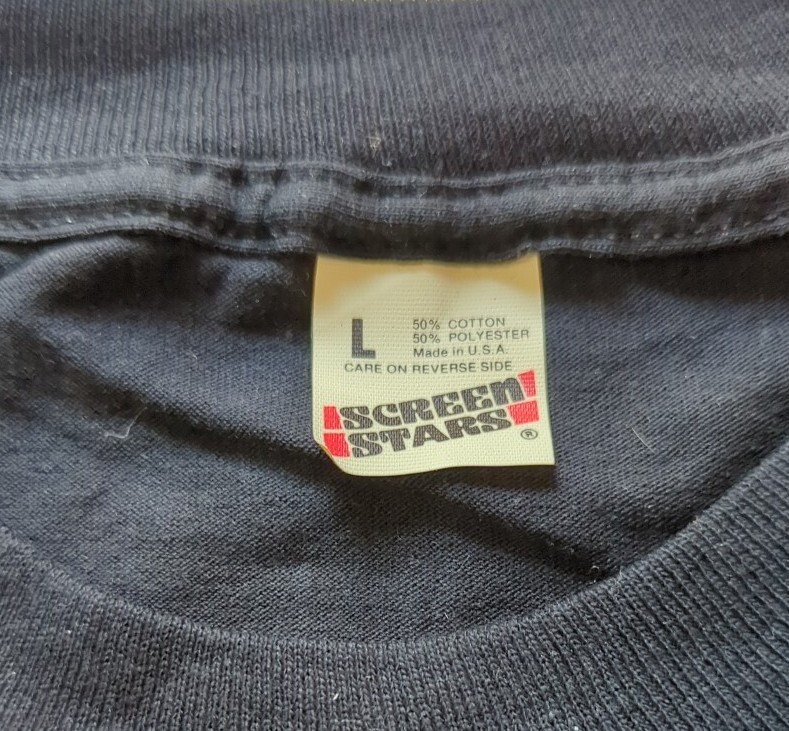 L
50% COTTON
50% POLYESTER
Made in U.S.A.
CARE ON REVERSE SIDE
SCREEN
STARS®